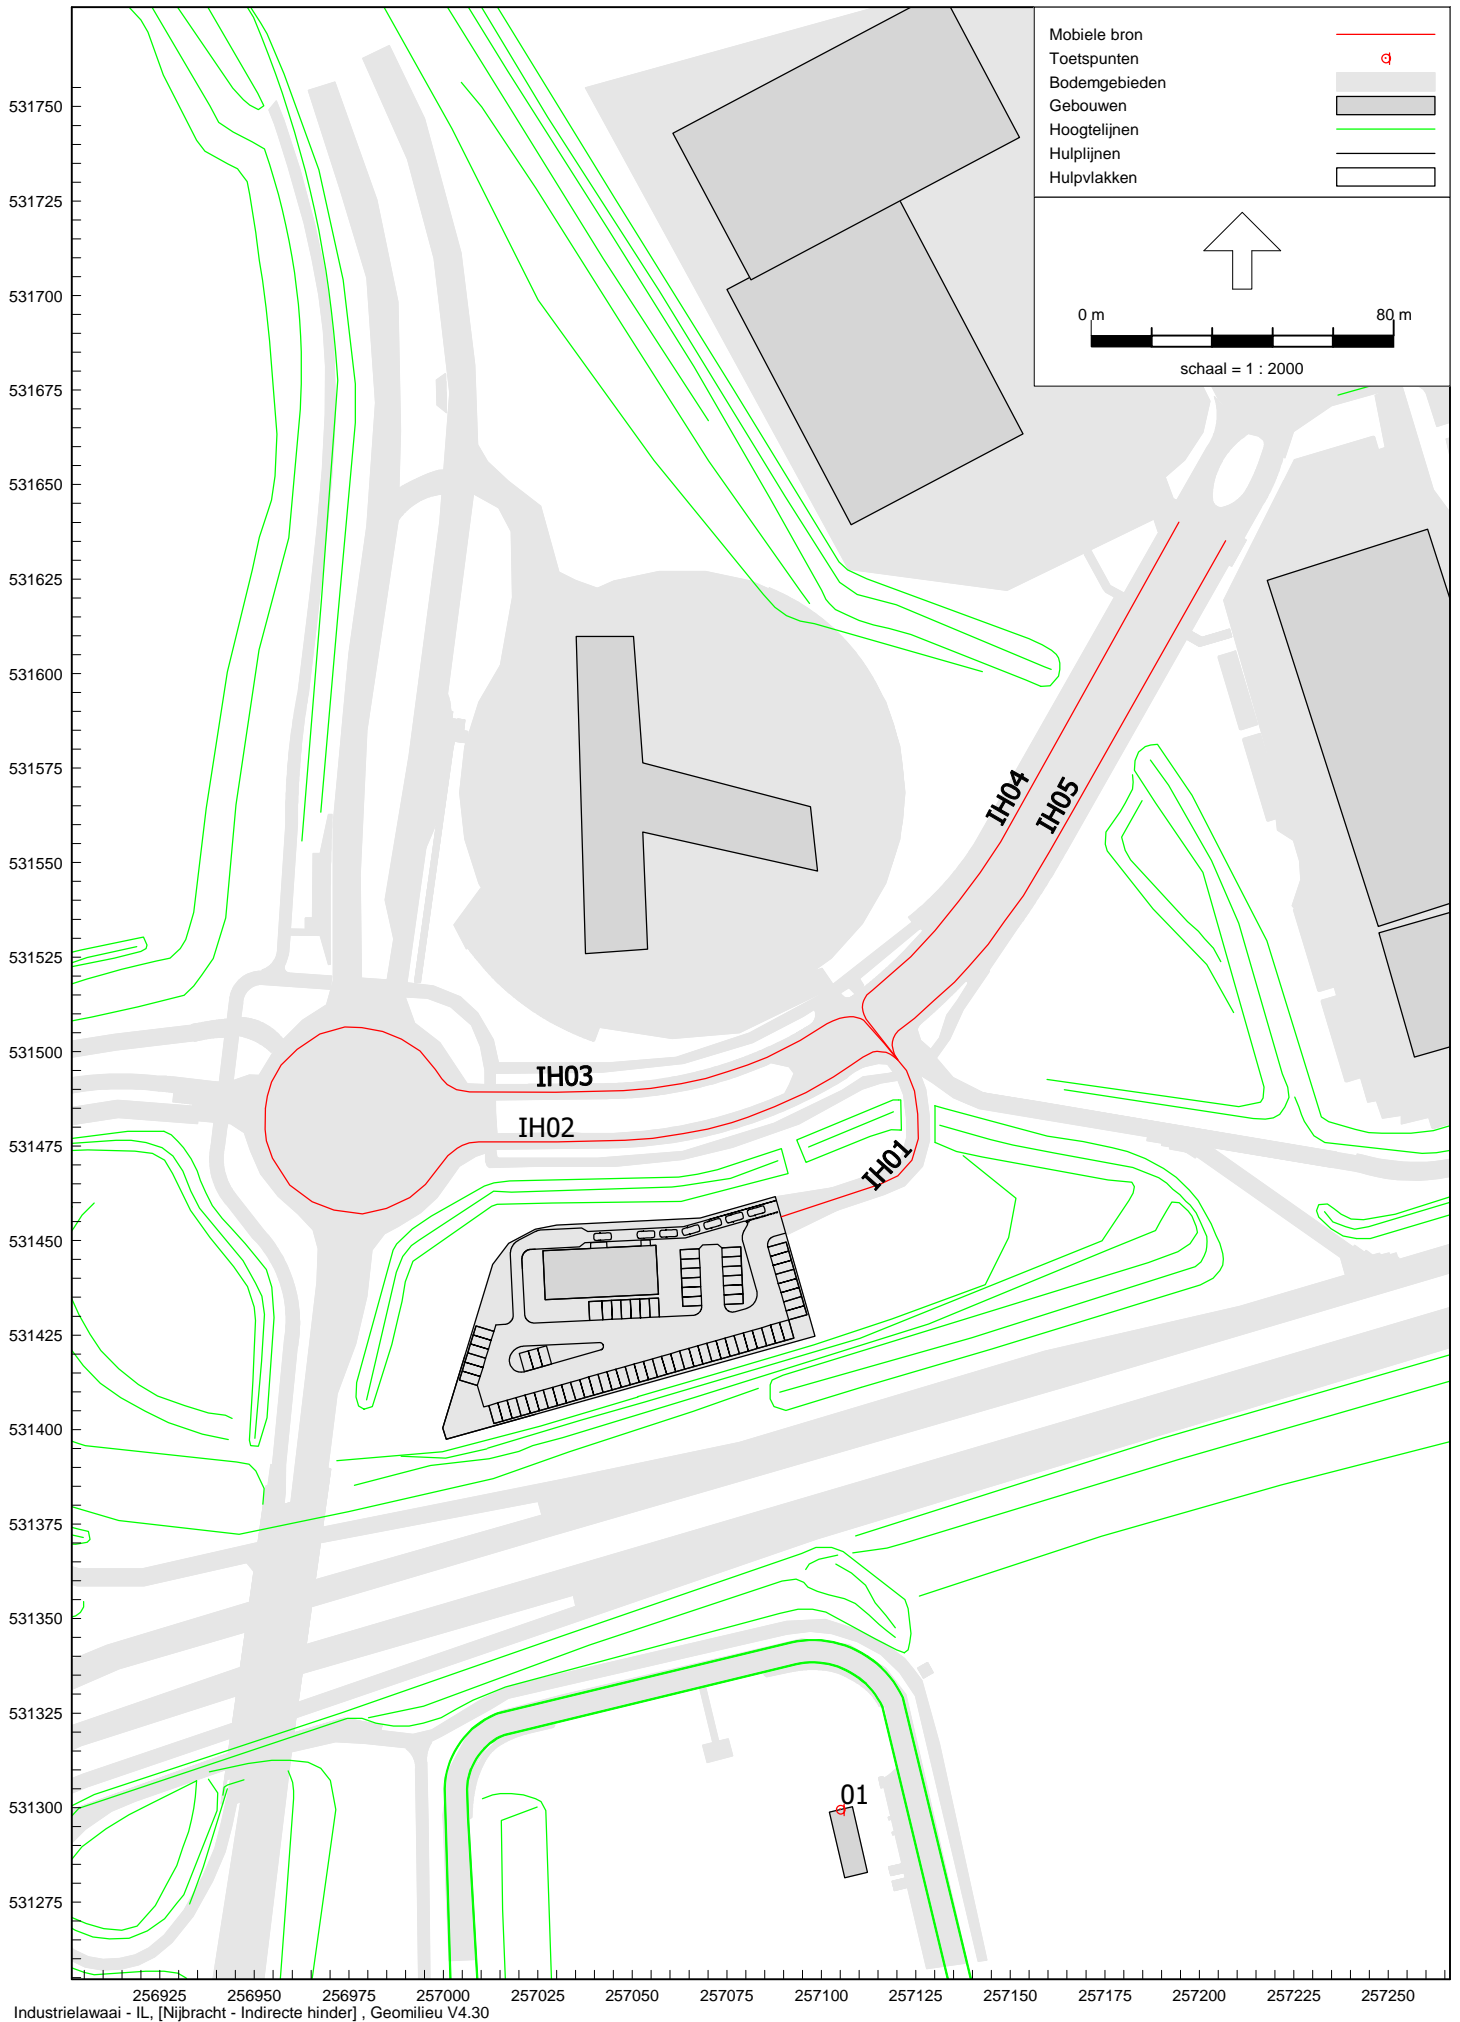 Mobiele bron
Toetspunten
Bodemgebieden
Gebouwen
Hoogtelijnen
Hulplijnen
Hulpvlakken
0 m 80 m
schaal = 1 : 2000
531750
531725
531700
531675
531650
531625
531600
531575
531550
531525
531500
531475
531450
531425
531400
531375
531350
531325
531300
531275
IH04
IH05
IH03
IH02
IH01
01
256925 256950 256975 257000 257025 257050 257075 257100 257125 257150 257175 257200 257225 257250
Industrielawaai - IL, [Nijbracht - Indirecte hinder] , Geomilieu V4.30